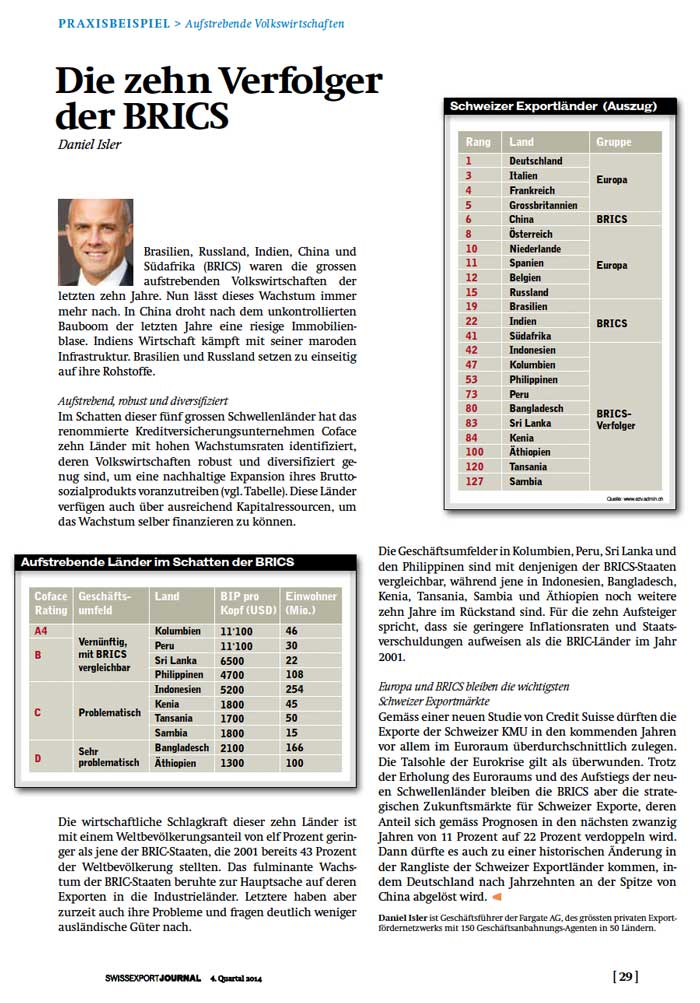 PRAXISBEISPIEL > Aufstrebende Volkswirtschaften
Die zehn Verfolger
der BRICS
Daniel Isler
Brasilien, Russland, Indien, China und
Südafrika (BRICS) waren die grossen
aufstrebenden Volkswirtschaften der
letzten zehn Jahre. Nun lässt dieses Wachstum immer
mehr nach. In China droht nach dem unkontrollierten
Bauboom der letzten Jahre eine riesige Immobilien-
blase. Indiens Wirtschaft kämpft mit seiner maroden
Infrastruktur. Brasilien und Russland setzen zu einseitig
auf ihre Rohstoffe.
Aufstrebend, robust und diversifiziert
Im Schatten dieser fünf grossen Schwellenländer hat das
renommierte Kreditversicherungsunternehmen Coface
zehn Länder mit hohen Wachstumsraten identifiziert,
deren Volkswirtschaften robust und diversifiziert ge-
nug sind, um eine nachhaltige Expansion ihres Brutto-
sozialprodukts voranzutreiben (vgl. Tabelle). Diese Länder
verfügen auch über ausreichend Kapitalressourcen, um
das Wachstum selber finanzieren zu können.
Schweizer Exportländer (Auszug)
Rang Land Gruppe
1 Deutschland
3 Italien
Europa
4 Frankreich
5 Grossbritannien
6 China BRICS
8 Österreich
10 Niederlande
11 Spanien
Europa
12 Belgien
15 Russland
19 Brasilien
22 Indien
BRICS
41 Südafrika
42 Indonesien
47 Kolumbien
53 Philippinen
73 Peru
80 Bangladesch
BRICS-
Verfolger
83 Sri Lanka
84 Kenia
100 Äthiopien
120 Tansania
127 Sambia
Quelle: www.ezv.admin.ch
Aufstrebende Länder im Schatten der BRICS
Coface Geschäfts- Land BIP pro Einwohner
Rating umfeld Kopf (USD) (Mio.)
A4 Kolumbien 11'100 46
B Vernünftig,
mit BRICS
vergleichbar
Peru 11'100 30
Sri Lanka 6500 22
Philippinen 4700 108
C Problematisch
Indonesien 5200 254
Kenia 1800 45
Tansania 1700 50
Sambia 1800 15
D Sehr
problematisch
Bangladesch 2100 166
Äthiopien 1300 100
Die wirtschaftliche Schlagkraft dieser zehn Länder ist
mit einem Weltbevölkerungsanteil von elf Prozent gerin-
ger als jene der BRIC-Staaten, die 2001 bereits 43 Prozent
der Weltbevölkerung stellten. Das fulminante Wachs-
tum der BRIC-Staaten beruhte zur Hauptsache auf deren
Exporten in die Industrieländer. Letztere haben aber
zurzeit auch ihre Probleme und fragen deutlich weniger
ausländische Güter nach.
Die Geschäftsumfelder in Kolumbien, Peru, Sri Lanka und
den Philippinen sind mit denjenigen der BRICS-Staaten
vergleichbar, während jene in Indonesien, Bangladesch,
Kenia, Tansania, Sambia und Äthiopien noch weitere
zehn Jahre im Rückstand sind. Für die zehn Aufsteiger
spricht, dass sie geringere Inflationsraten und Staats-
verschuldungen aufweisen als die BRIC-Länder im Jahr
2001.
Europa und BRICS bleiben die wichtigsten
Schweizer Exportmärkte
Gemäss einer neuen Studie von Credit Suisse dürften die
Exporte der Schweizer KMU in den kommenden Jahren
vor allem im Euroraum überdurchschnittlich zulegen.
Die Talsohle der Eurokrise gilt als überwunden. Trotz
der Erholung des Euroraums und des Aufstiegs der neu-
en Schwellenländer bleiben die BRICS aber die strate-
gischen Zukunftsmärkte für Schweizer Exporte, deren
Anteil sich gemäss Prognosen in den nächsten zwanzig
Jahren von 11 Prozent auf 22 Prozent verdoppeln wird.
Dann dürfte es auch zu einer historischen Änderung in
der Rangliste der Schweizer Exportländer kommen, in-
dem Deutschland nach Jahrzehnten an der Spitze von
China abgelöst wird.
Daniel Isler ist Geschäftsführer der Fargate AG, des grössten privaten Export-
fördernetzwerks mit 150 Geschäftsanbahnungs-Agenten in 50 Ländern.
SWISSEXPORTJOURNAL 4. Quartal 2014
[ 29 ]